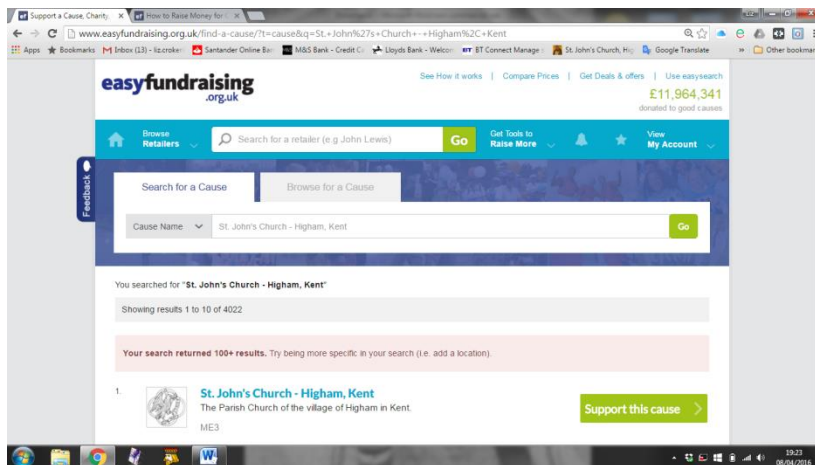 Support a Cause, Charity,
How to Raise Money for
www.easyfundraising.org.uk/find-a-cause/?t=cause&q=St.+John%27s+Church+-+Higham%2C+Kent
Apps Bookmarks Inbox (13) - liz.croker Santander Online Ban M&S Bank - Credit Ca Lloyds Bank - Welcom BT Connect Manage St. John's Church, Hig Google Translate » Other bookmar
easyfundraising
.org.uk
See How it works | Compare Prices | Get Deals & offers | Use easysearch
£11,964,341
donated to good causes
Browse
Retailers
Search for a retailer (e.g John Lewis)
Go
Get Tools to
Raise More
View
My Account
Feedback
Search for a Cause
Browse for a Cause
Cause Name St. John's Church - Higham, Kent Go
You searched for "St. John's Church - Higham, Kent"
Showing results 1 to 10 of 4022
Your search returned 100+ results. Try being more specific in your search (i.e. add a location).
1.
St. John's Church - Higham, Kent
The Parish Church of the village of Higham in Kent.
ME3
Support this cause
19:23
08/04/2016